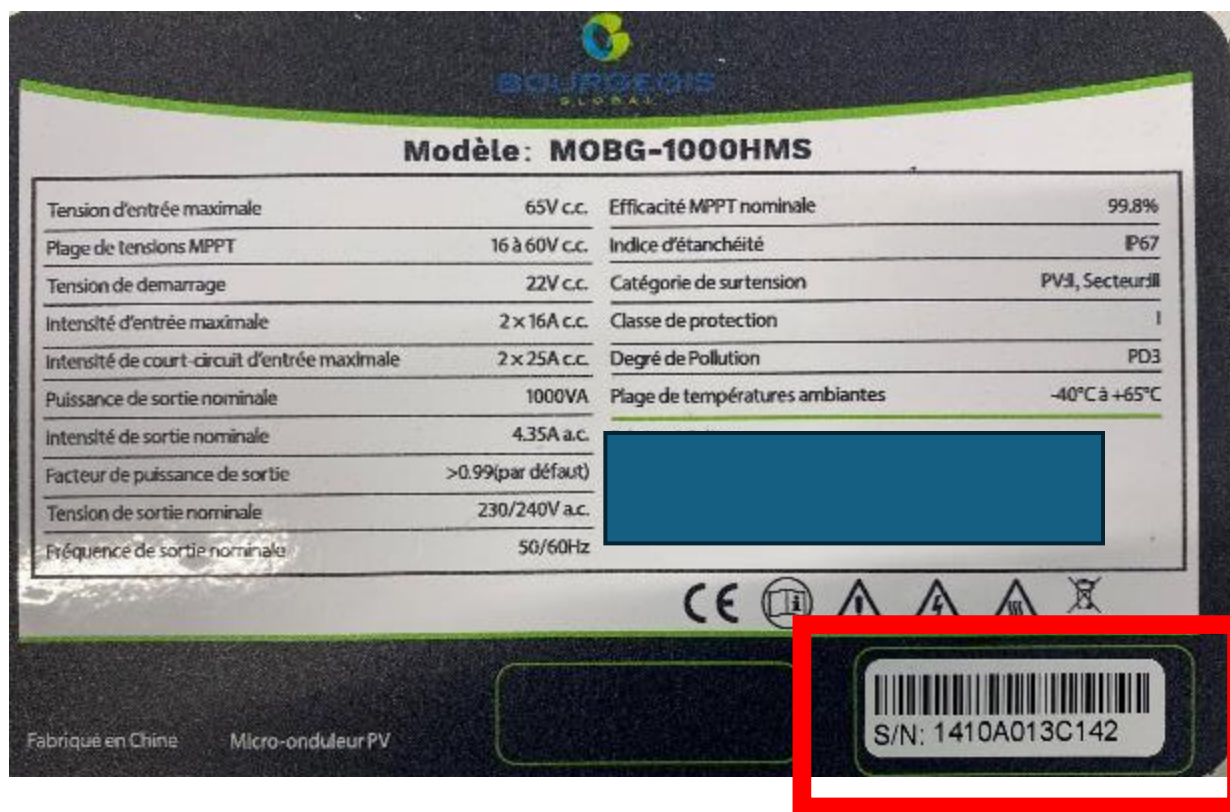 BOURGEOIS
GLOBAL
Modèle: MOBG-1000HMS
Tension d'entrée maximale 65V c.c.
Plage de tensions MPPT 16 à 60V c.c.
Tension de demarrage 22V c.c.
Intensité d'entrée maximale 2 x 16A c.c.
Intensité de court-circuit d'entrée maximale 2 x 25A c.c.
Puissance de sortie nominale 1000VA
Intensité de sortie nominale 4.35A a.c.
Facteur de puissance de sortie >0.99(par défaut)
Tension de sortie nominale 230/240V a.c.
Fréquence de sortie nominale 50/60Hz
Efficacité MPPT nominale 99.8%
Indice d'étanchéité IP67
Catégorie de surtension PV:II, Secteur:III
Classe de protection I
Degré de Pollution PD3
Plage de températures ambiantes -40°C à +65°C
CE
Fabriqué en Chine Micro-onduleur PV
S/N: 1410A013C142